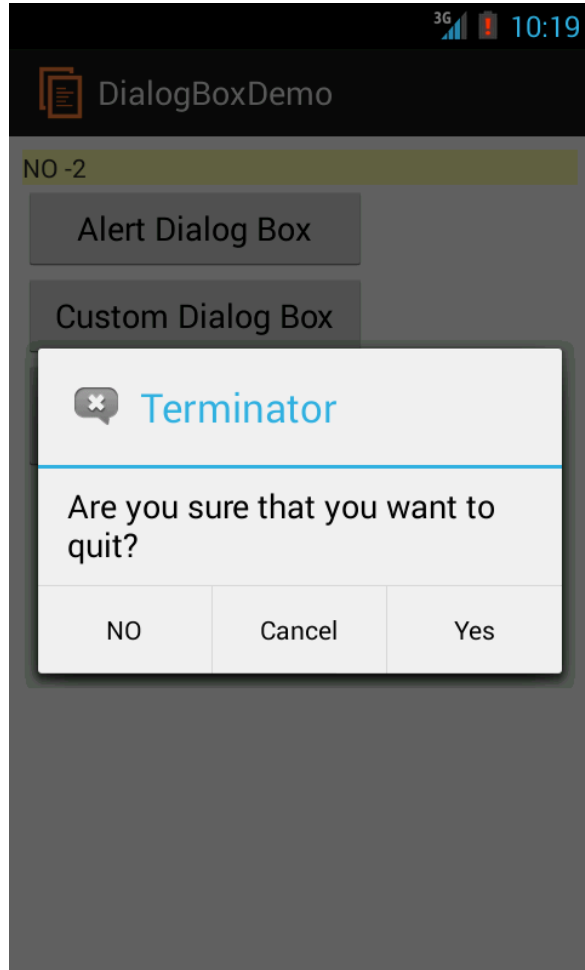 3G 10:19
DialogBoxDemo
NO -2
Alert Dialog Box
Custom Dialog Box
Terminator
Are you sure that you want to
quit?
NO Cancel Yes